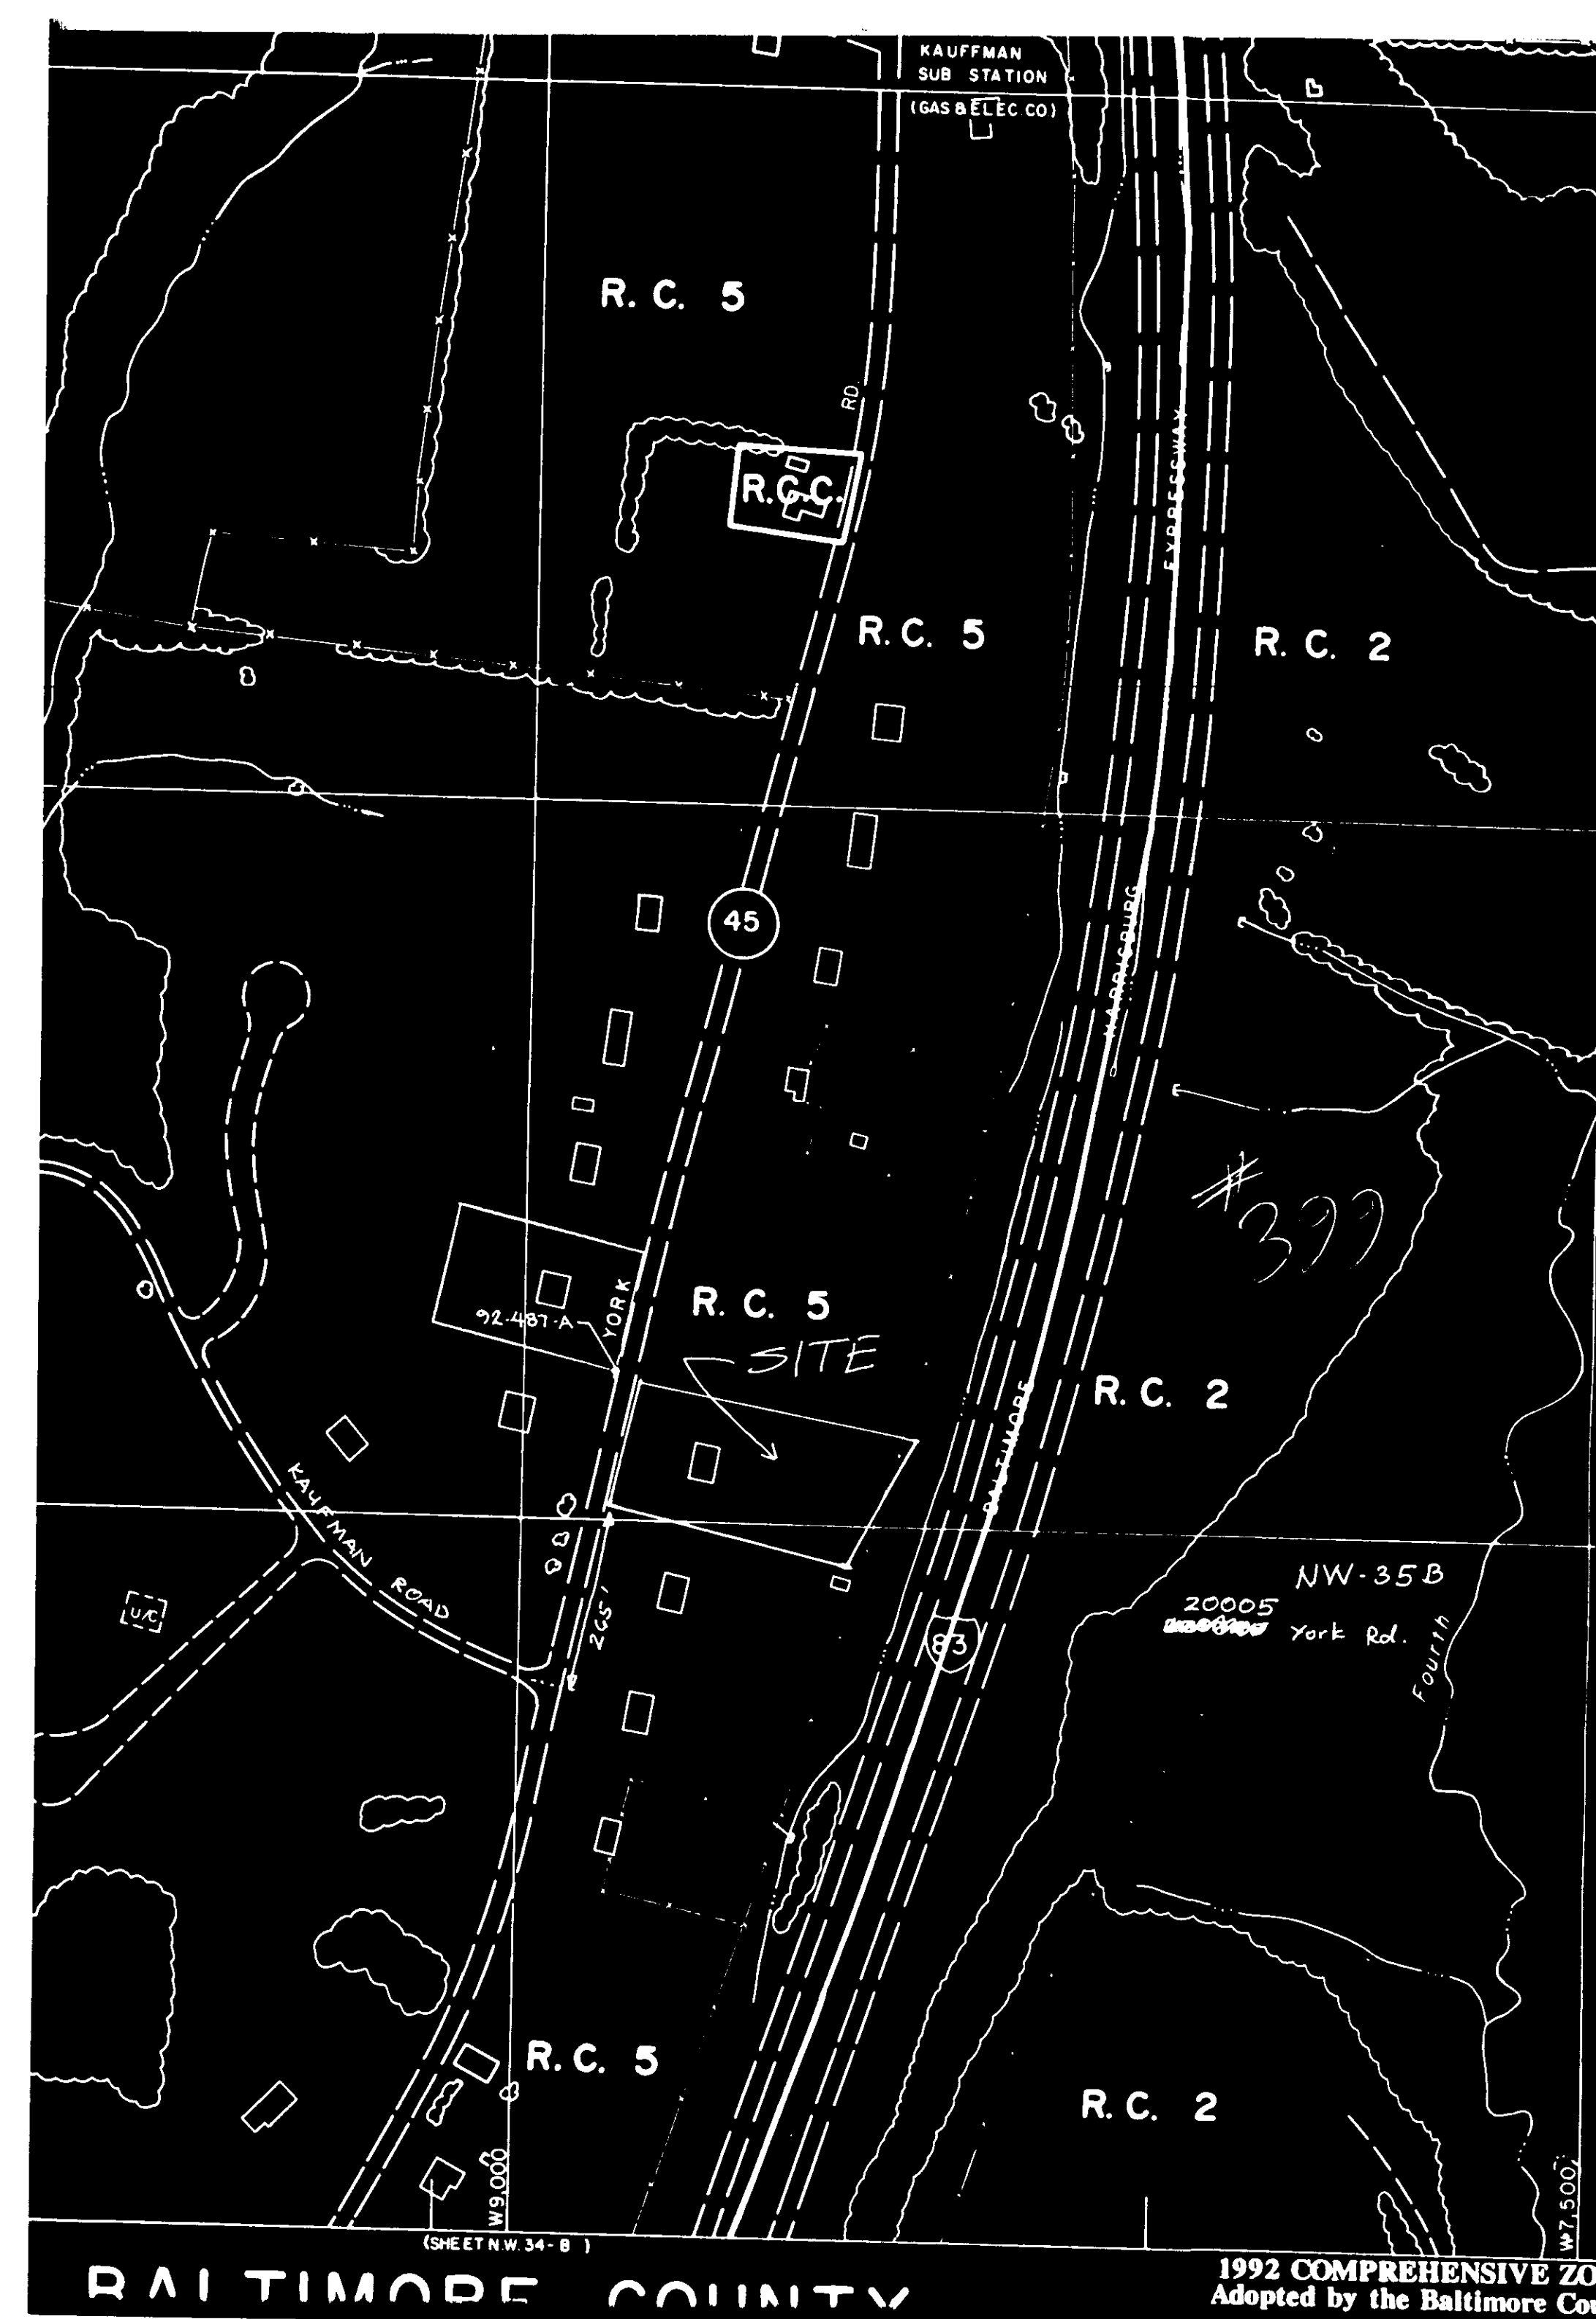 KAUFFMAN
SUB STATION
(GAS & ELEC CO)
R. C. 5
RD.
R.C.C.
EXPRESSWAY
R. C. 5
R. C. 2
45
HARRISBURG
#399
R. C. 5
92-487-A
YORK
SITE
R. C. 2
BALTIMORE
KAUFMAN ROAD
NW-35B
20005
York Rd.
U/C
265'
83
Fourth
R. C. 5
R. C. 2
W9,000
W7,500
(SHEET N.W. 34-B )
BALTIMORE COUNTY
1992 COMPREHENSIVE ZO
Adopted by the Baltimore Cou